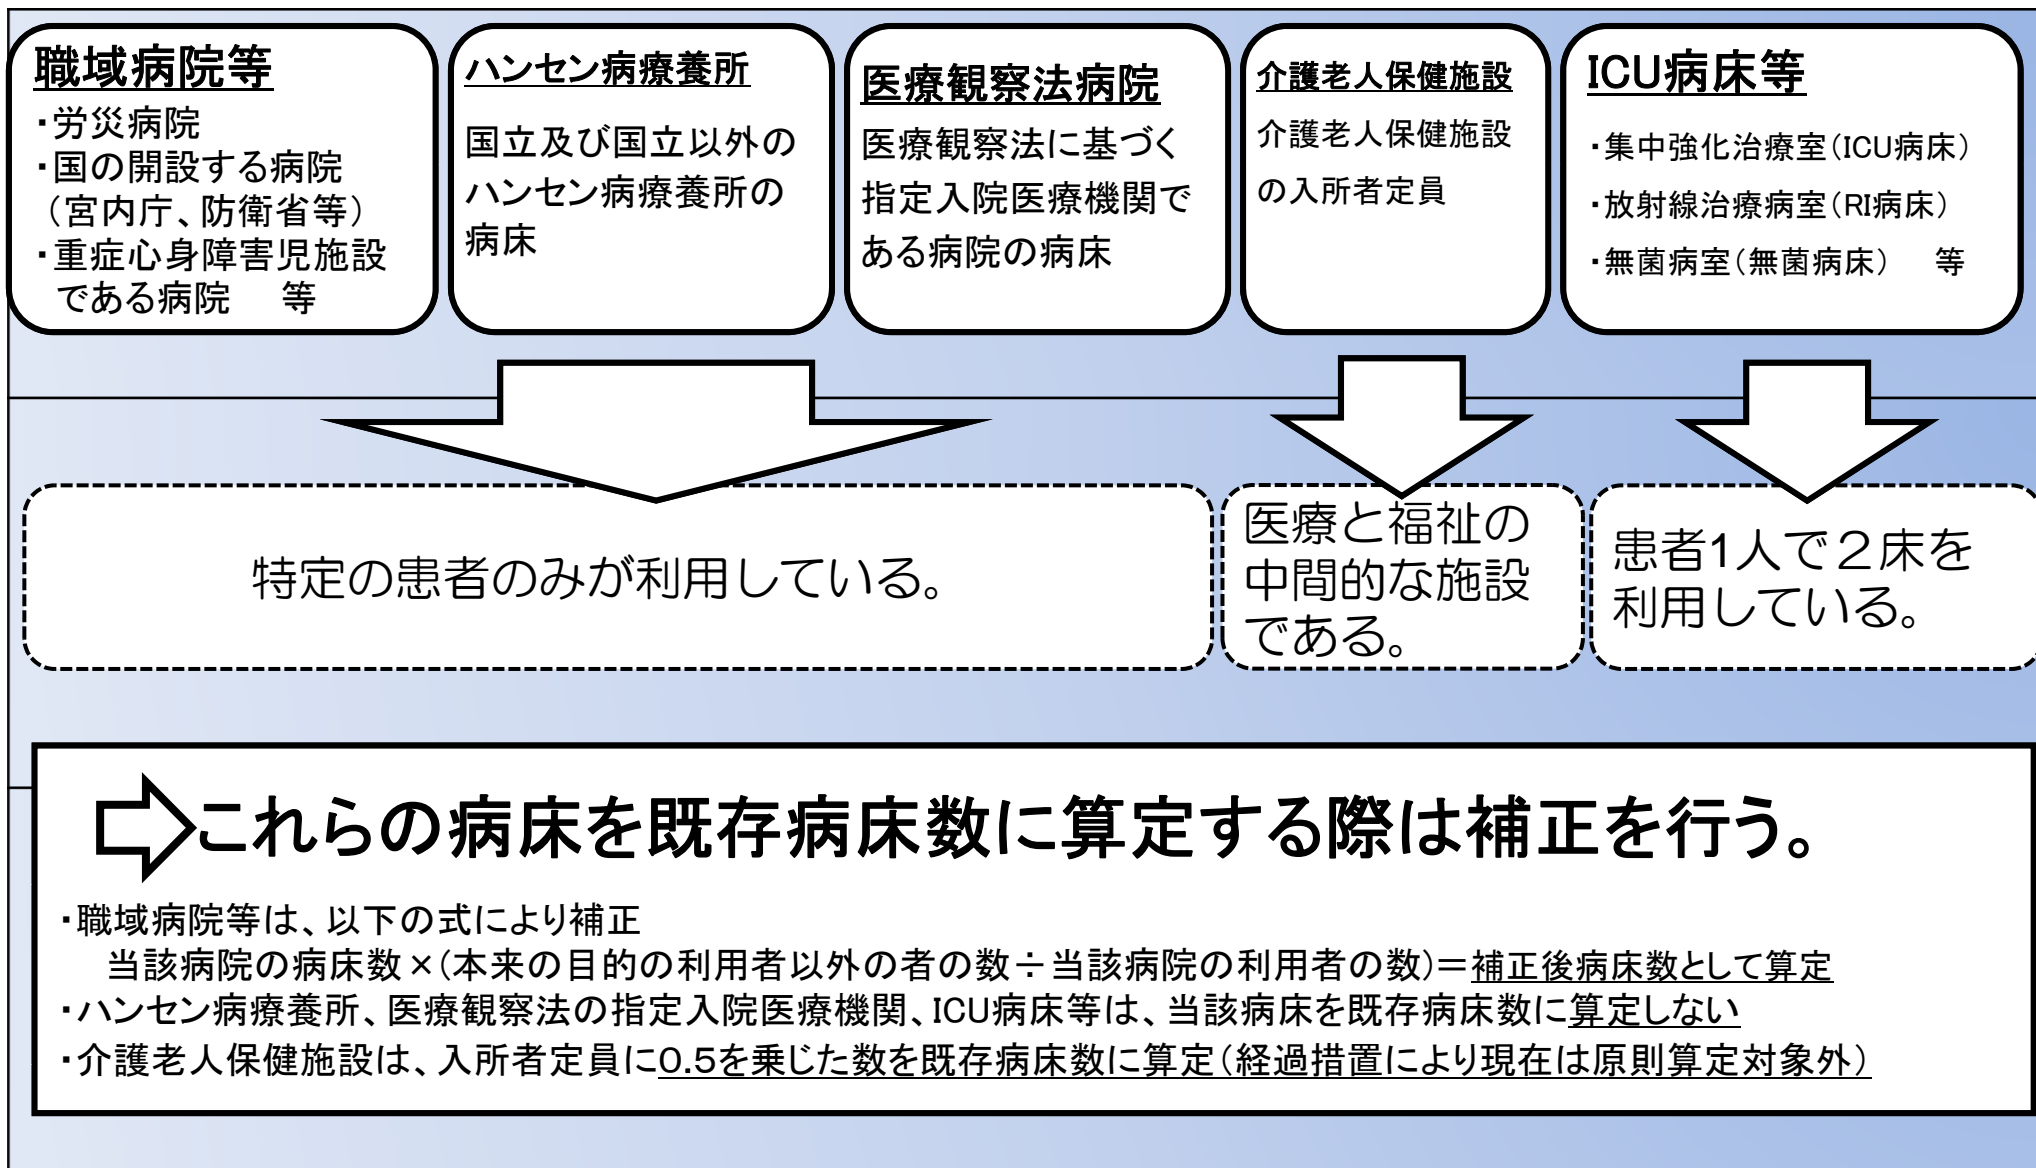 職域病院等
・労災病院
・国の開設する病院
（宮内庁、防衛省等）
・重症心身障害児施設
である病院　等
ハンセン病療養所
国立及び国立以外の
ハンセン病療養所の
病床
医療観察法病院
医療観察法に基づく
指定入院医療機関で
ある病院の病床
介護老人保健施設
介護老人保健施設
の入所者定員
ICU病床等
・集中強化治療室（ICU病床）
・放射線治療病室（RI病床）
・無菌病室（無菌病床）　等
特定の患者のみが利用している。
医療と福祉の
中間的な施設
である。
患者1人で２床を
利用している。
これらの病床を既存病床数に算定する際は補正を行う。
・職域病院等は、以下の式により補正
当該病院の病床数×（本来の目的の利用者以外の者の数÷当該病院の利用者の数）＝補正後病床数として算定
・ハンセン病療養所、医療観察法の指定入院医療機関、ICU病床等は、当該病床を既存病床数に算定しない
・介護老人保健施設は、入所者定員に0.5を乗じた数を既存病床数に算定（経過措置により現在は原則算定対象外）